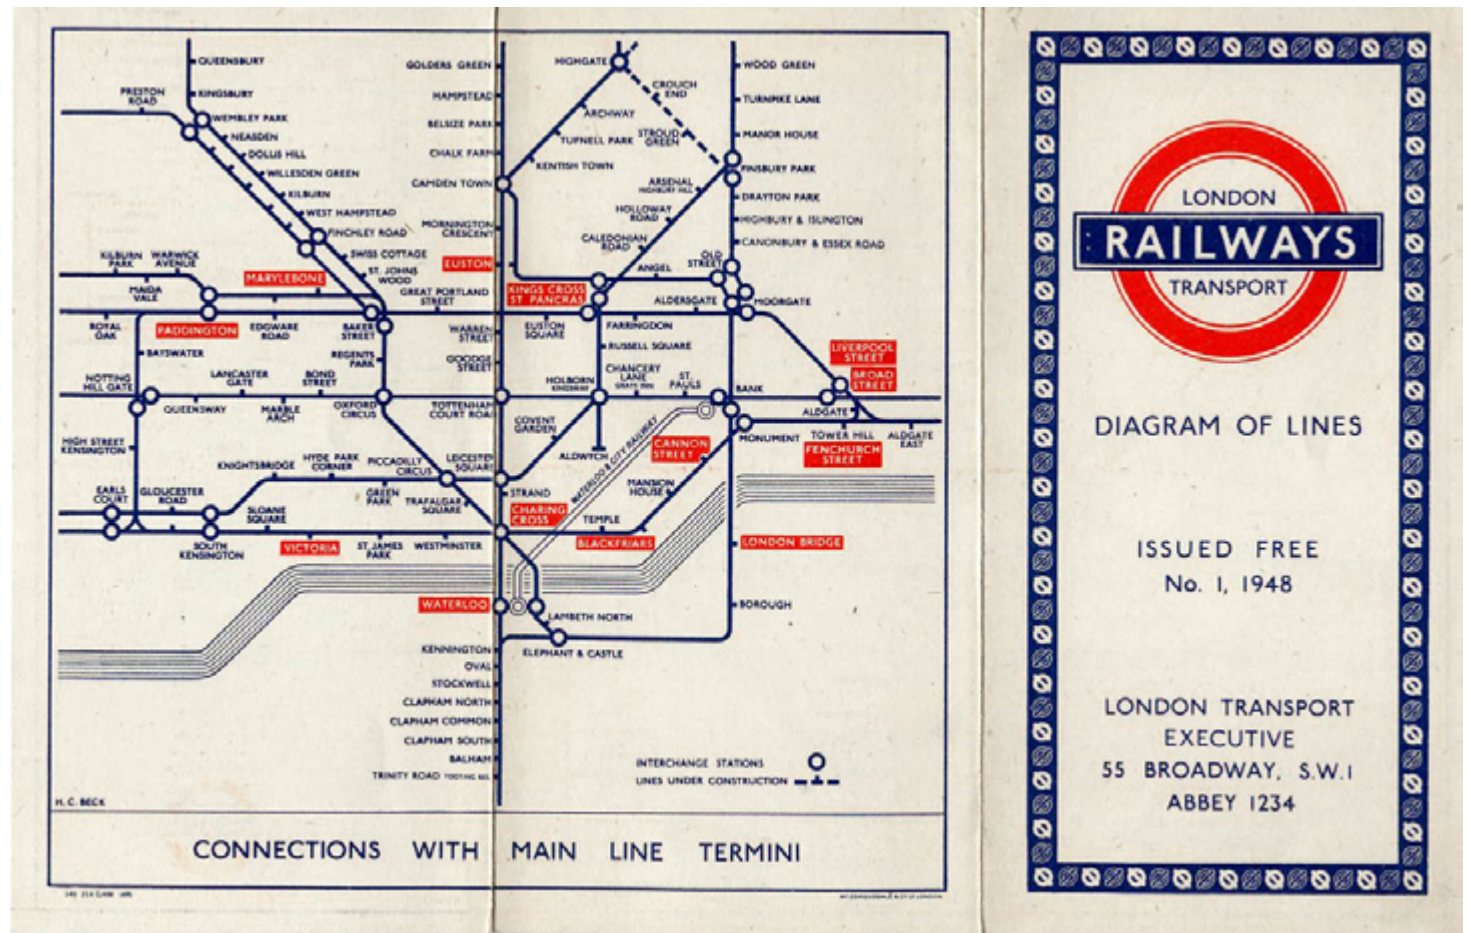 QUEENSBURY
KINGSBURY
PRESTON
ROAD
WEMBLEY PARK
NEASDEN
DOLLIS HILL
WILLESDEN GREEN
KILBURN
WEST HAMPSTEAD
FINCHLEY ROAD
SWISS COTTAGE
ST. JOHNS
WOOD
KILBURN
PARK
WARWICK
AVENUE
MAIDA
VALE
MARYLEBONE
GREAT PORTLAND
STREET
ROYAL
OAK
PADDINGTON
EDGWARE
ROAD
BAKER
STREET
BAYSWATER
REGENTS
PARK
NOTTING
HILL GATE
LANCASTER
GATE
BOND
STREET
QUEENSWAY
MARBLE
ARCH
OXFORD
CIRCUS
HIGH STREET
KENSINGTON
KNIGHTSBRIDGE
HYDE PARK
CORNER
PICCADILLY
CIRCUS
EARLS
COURT
GLOUCESTER
ROAD
SLOANE
SQUARE
GREEN
PARK
TRAFALGAR
SQUARE
SOUTH
KENSINGTON
VICTORIA
ST. JAMES
PARK
WESTMINSTER
GOLDERS GREEN
HAMPSTEAD
BELSIZE PARK
CHALK FARM
CAMDEN TOWN
MORNINGTON
CRESCENT
EUSTON
WARREN
STREET
GOODGE
STREET
TOTTENHAM
COURT ROAD
LEICESTER
SQUARE
STRAND
CHARING
CROSS
WATERLOO
KENNINGTON
OVAL
STOCKWELL
CLAPHAM NORTH
CLAPHAM COMMON
CLAPHAM SOUTH
BALHAM
TRINITY ROAD TOOTING BEC
HIGHGATE
CROUCH
END
ARCHWAY
TUFNELL PARK
STROUD
GREEN
KENTISH TOWN
WOOD GREEN
TURNPIKE LANE
MANOR HOUSE
FINSBURY PARK
ARSENAL
HIGHBURY HILL
DRAYTON PARK
HOLLOWAY
ROAD
HIGHBURY & ISLINGTON
CALEDONIAN
ROAD
CANONBURY & ESSEX ROAD
OLD
STREET
ANGEL
KINGS CROSS
ST PANCRAS
ALDERSGATE
MOORGATE
EUSTON
SQUARE
FARRINGDON
RUSSELL SQUARE
LIVERPOOL
STREET
BROAD
STREET
HOLBORN
KINGSWAY
CHANCERY
LANE
GRAYS INN
ST.
PAULS
BANK
ALDGATE
COVENT
GARDEN
ALDWYCH
WATERLOO & CITY RAILWAY
CANNON
STREET
MONUMENT
TOWER HILL
FENCHURCH
STREET
ALDGATE
EAST
MANSION
HOUSE
TEMPLE
BLACKFRIARS
LONDON BRIDGE
BOROUGH
LAMBETH NORTH
ELEPHANT & CASTLE
INTERCHANGE STATIONS
LINES UNDER CONSTRUCTION
H. C. BECK
CONNECTIONS WITH MAIN LINE TERMINI
LONDON
RAILWAYS
TRANSPORT
DIAGRAM OF LINES
ISSUED FREE
No. 1, 1948
LONDON TRANSPORT
EXECUTIVE
55 BROADWAY, S.W.1
ABBEY 1234